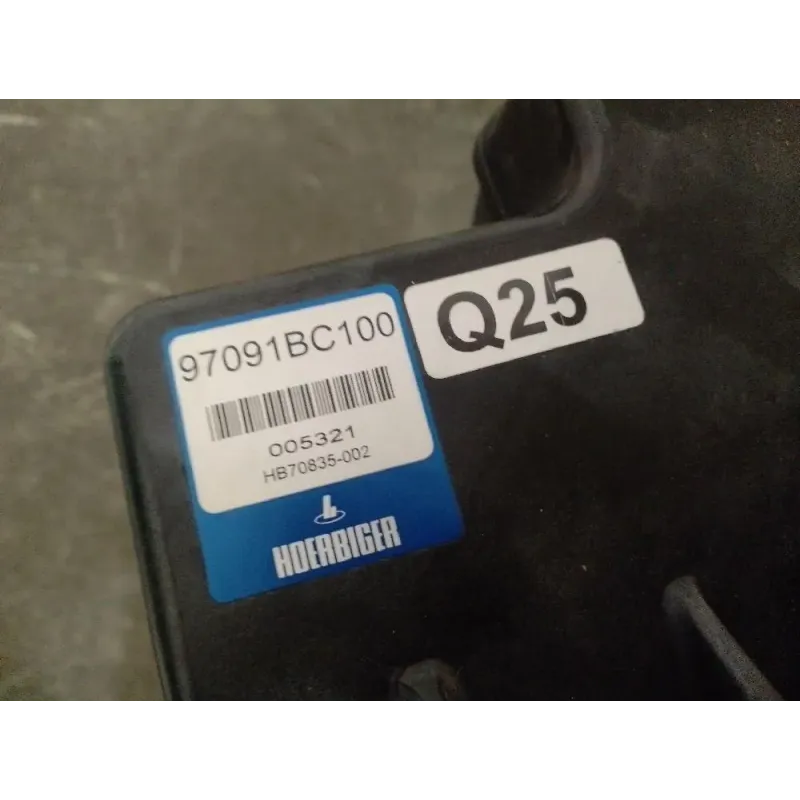 97091BC100
Q25
005321
HB70835-002
HOERBIGER